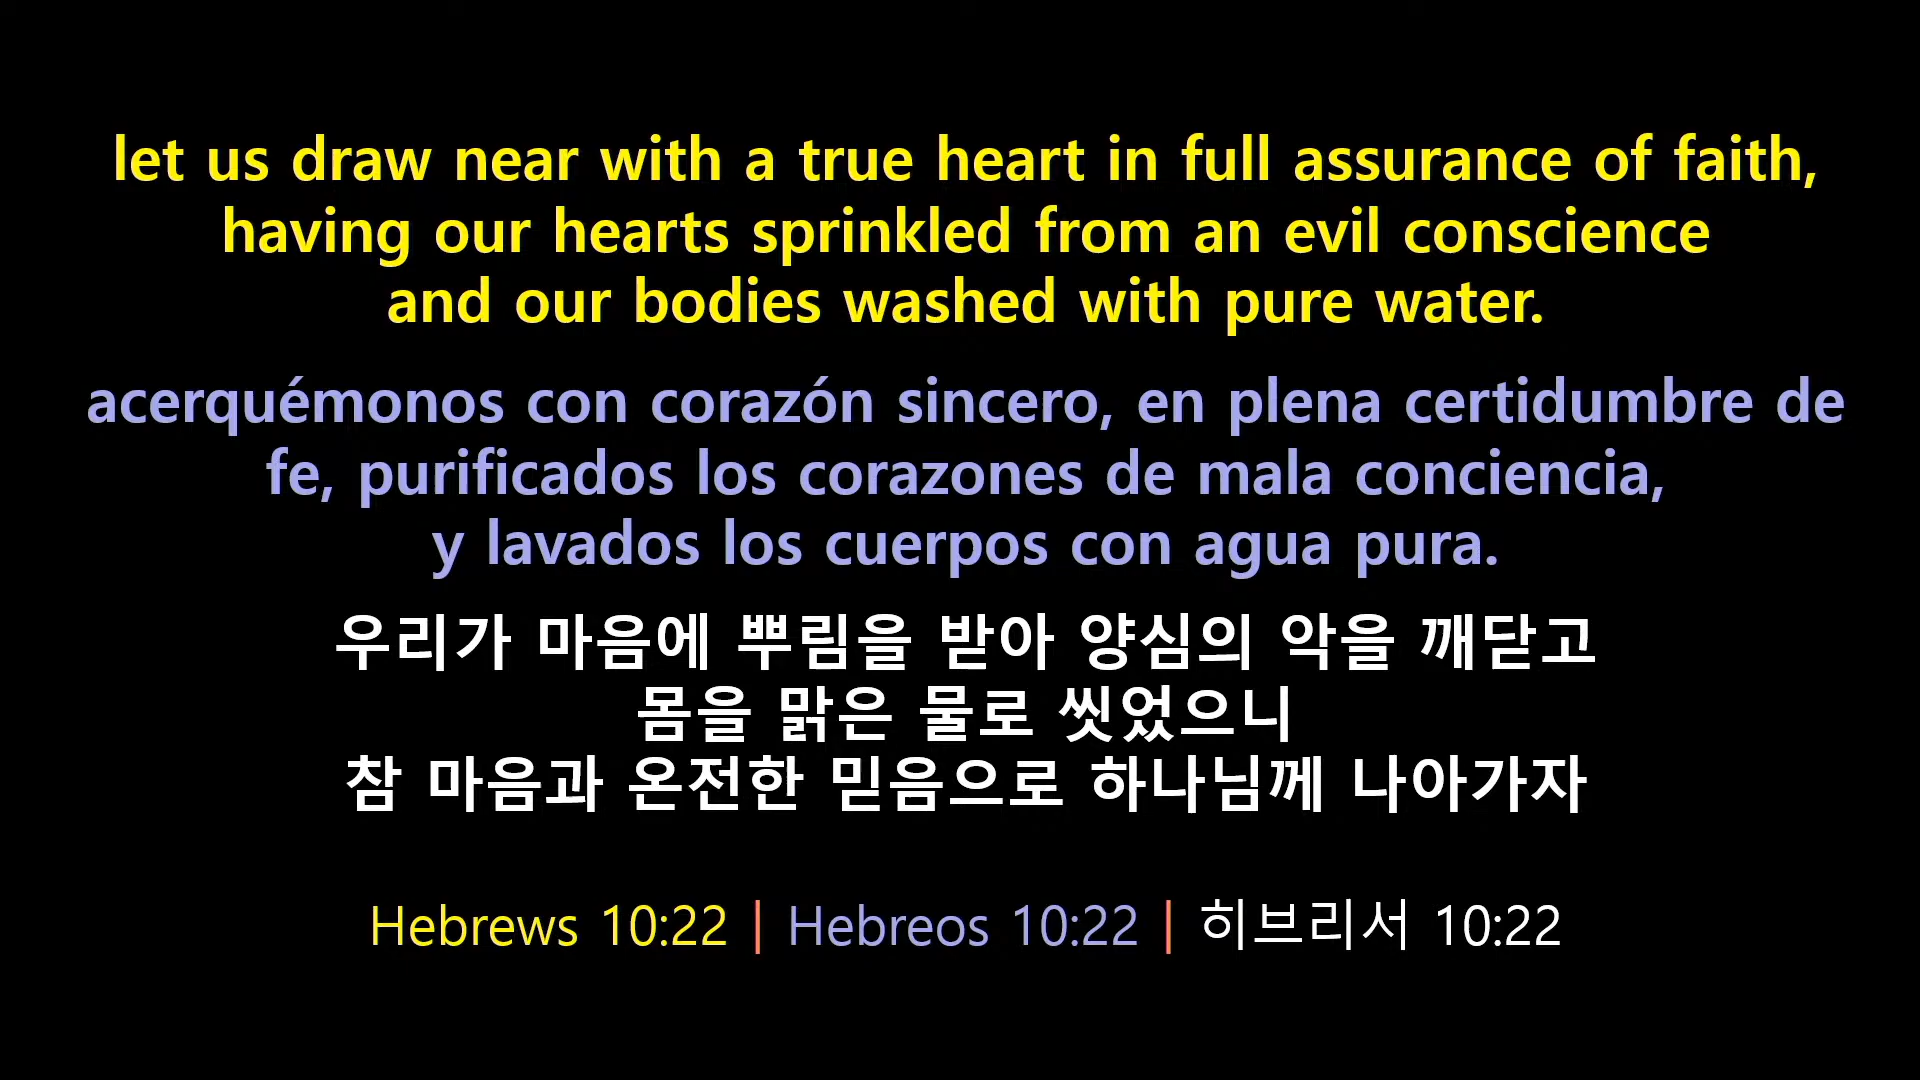 let us draw near with a true heart in full assurance of faith,
having our hearts sprinkled from an evil conscience
and our bodies washed with pure water.
acerquémonos con corazón sincero, en plena certidumbre de
fe, purificados los corazones de mala conciencia,
y lavados los cuerpos con agua pura.
우리가 마음에 뿌림을 받아 양심의 악을 깨닫고
몸을 맑은 물로 씻었으니
참 마음과 온전한 믿음으로 하나님께 나아가자
Hebrews 10:22 | Hebreos 10:22 | 히브리서 10:22